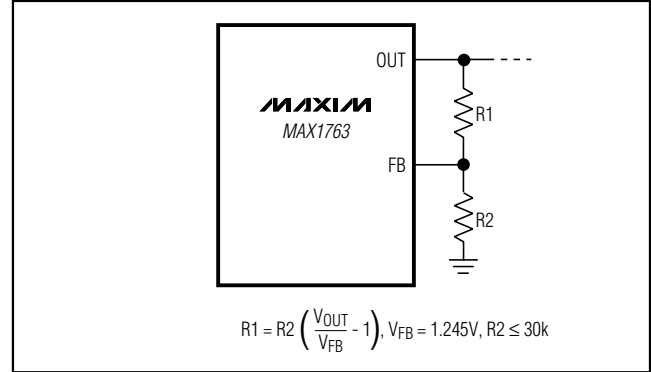 OUT
MAXIM
MAX1763
R1
FB
R2
R1 = R2 ( VOUT / VFB - 1 ), VFB = 1.245V, R2 ≤ 30k